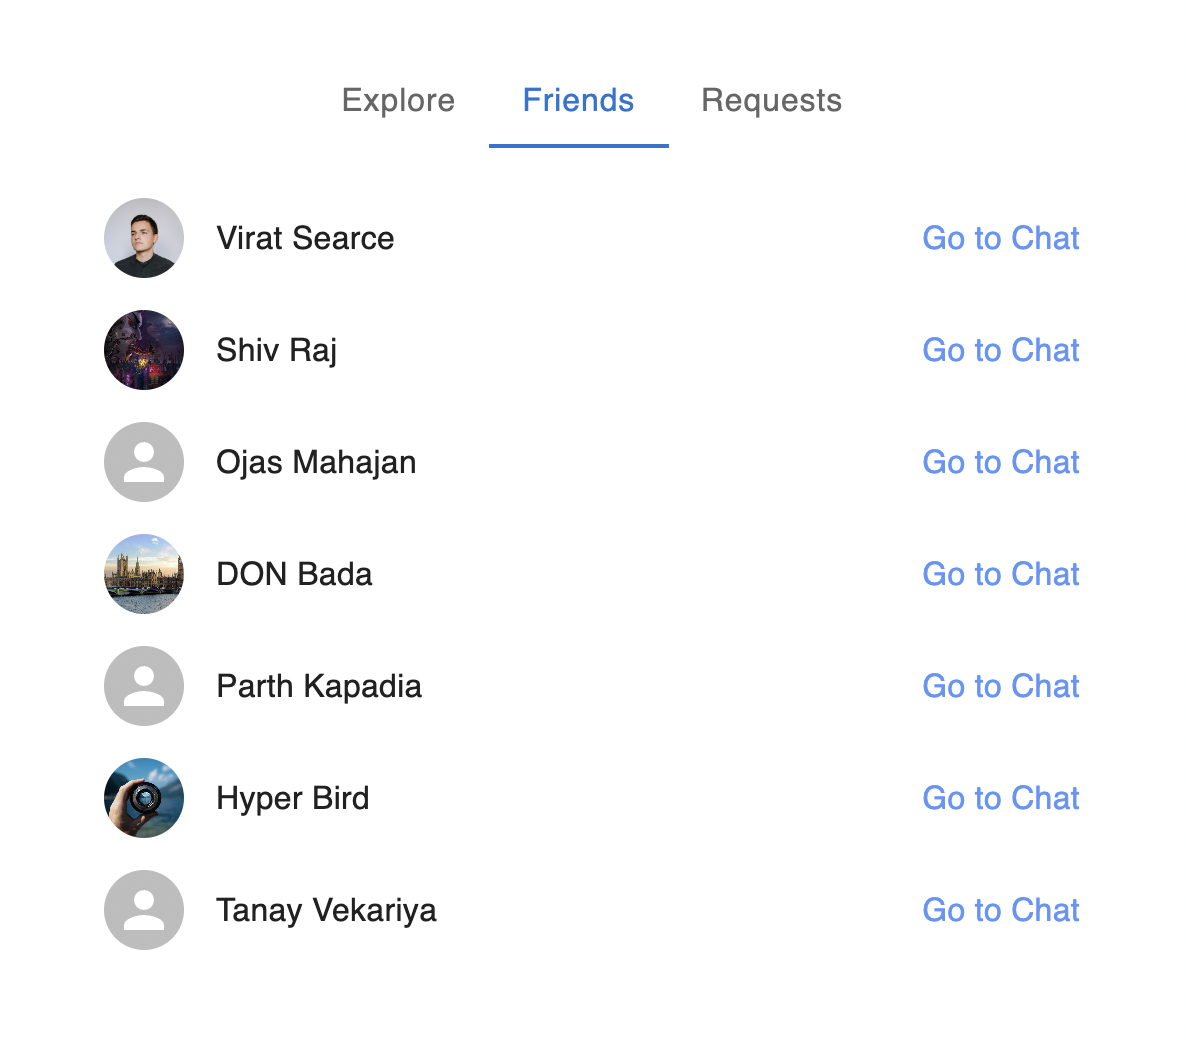 Explore Friends Requests
Virat Searce Go to Chat
Shiv Raj Go to Chat
Ojas Mahajan Go to Chat
DON Bada Go to Chat
Parth Kapadia Go to Chat
Hyper Bird Go to Chat
Tanay Vekariya Go to Chat